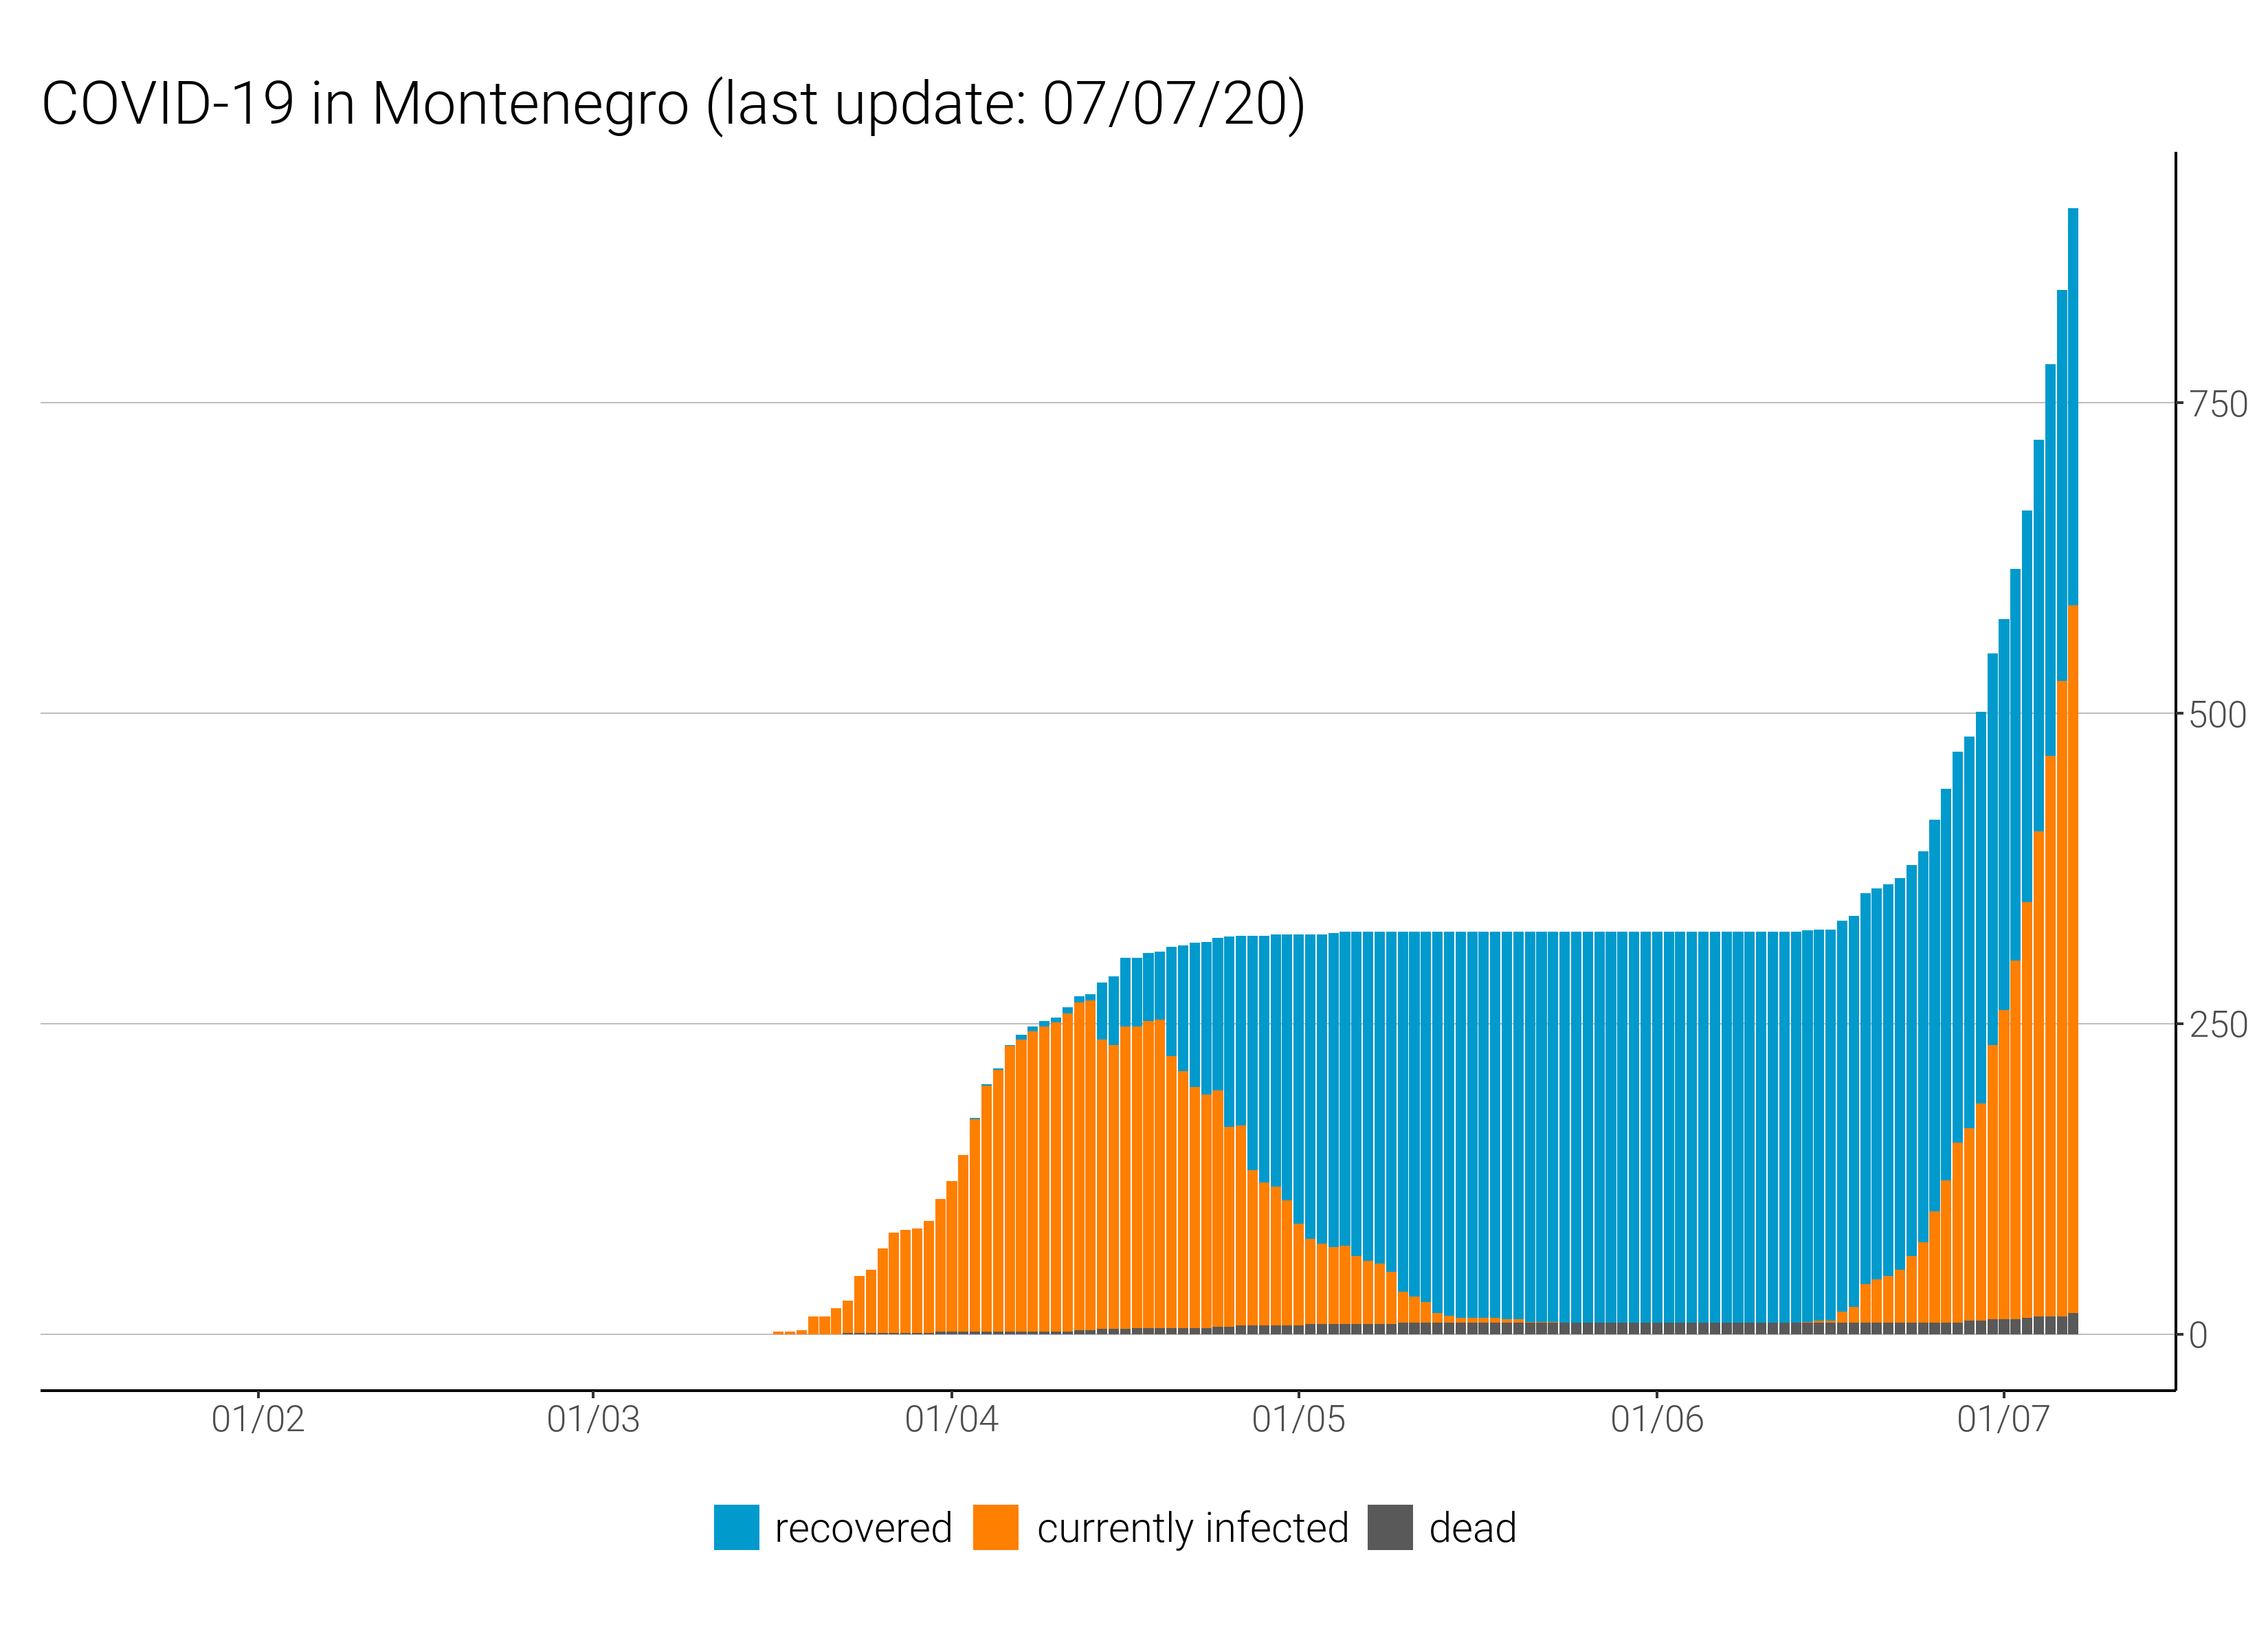 COVID-19 in Montenegro (last update: 07/07/20)
750
500
250
0
01/02 01/03 01/04 01/05 01/06 01/07
recovered currently infected dead